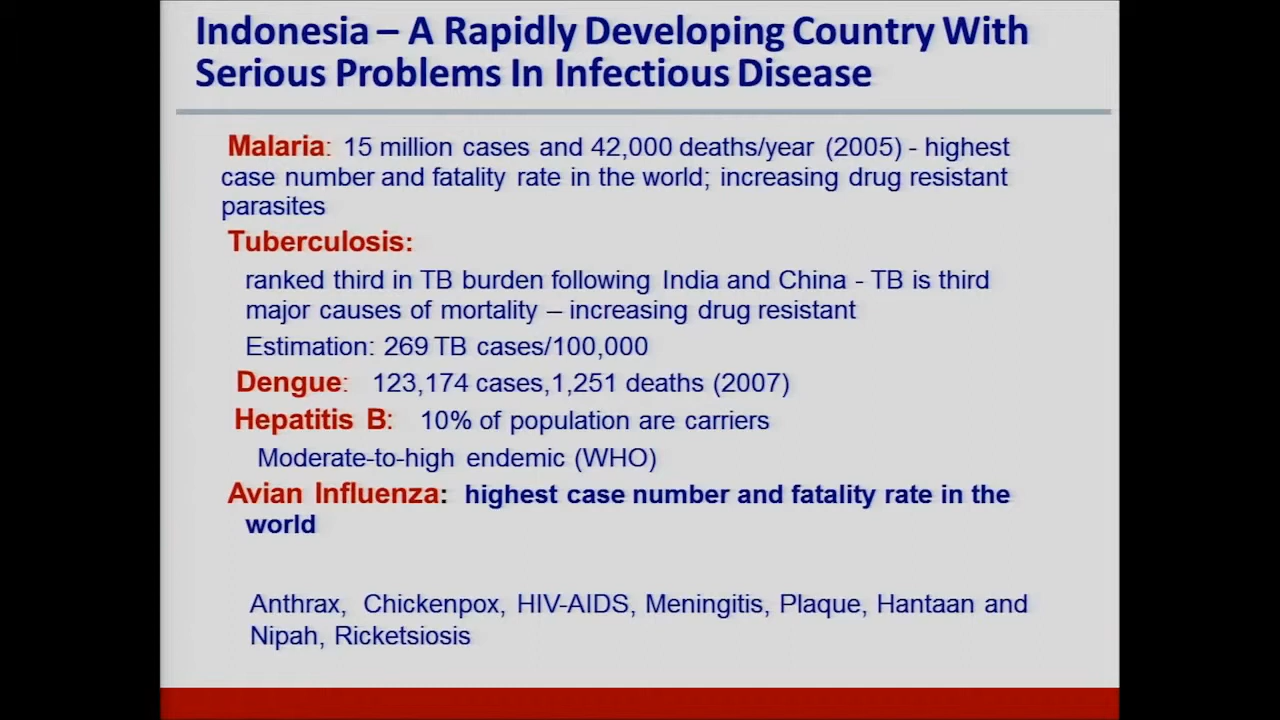 Indonesia – A Rapidly Developing Country With
Serious Problems In Infectious Disease
Malaria: 15 million cases and 42,000 deaths/year (2005) - highest
case number and fatality rate in the world; increasing drug resistant
parasites
Tuberculosis:
ranked third in TB burden following India and China - TB is third
major causes of mortality – increasing drug resistant
Estimation: 269 TB cases/100,000
Dengue: 123,174 cases,1,251 deaths (2007)
Hepatitis B: 10% of population are carriers
Moderate-to-high endemic (WHO)
Avian Influenza: highest case number and fatality rate in the
world
Anthrax, Chickenpox, HIV-AIDS, Meningitis, Plaque, Hantaan and
Nipah, Ricketsiosis